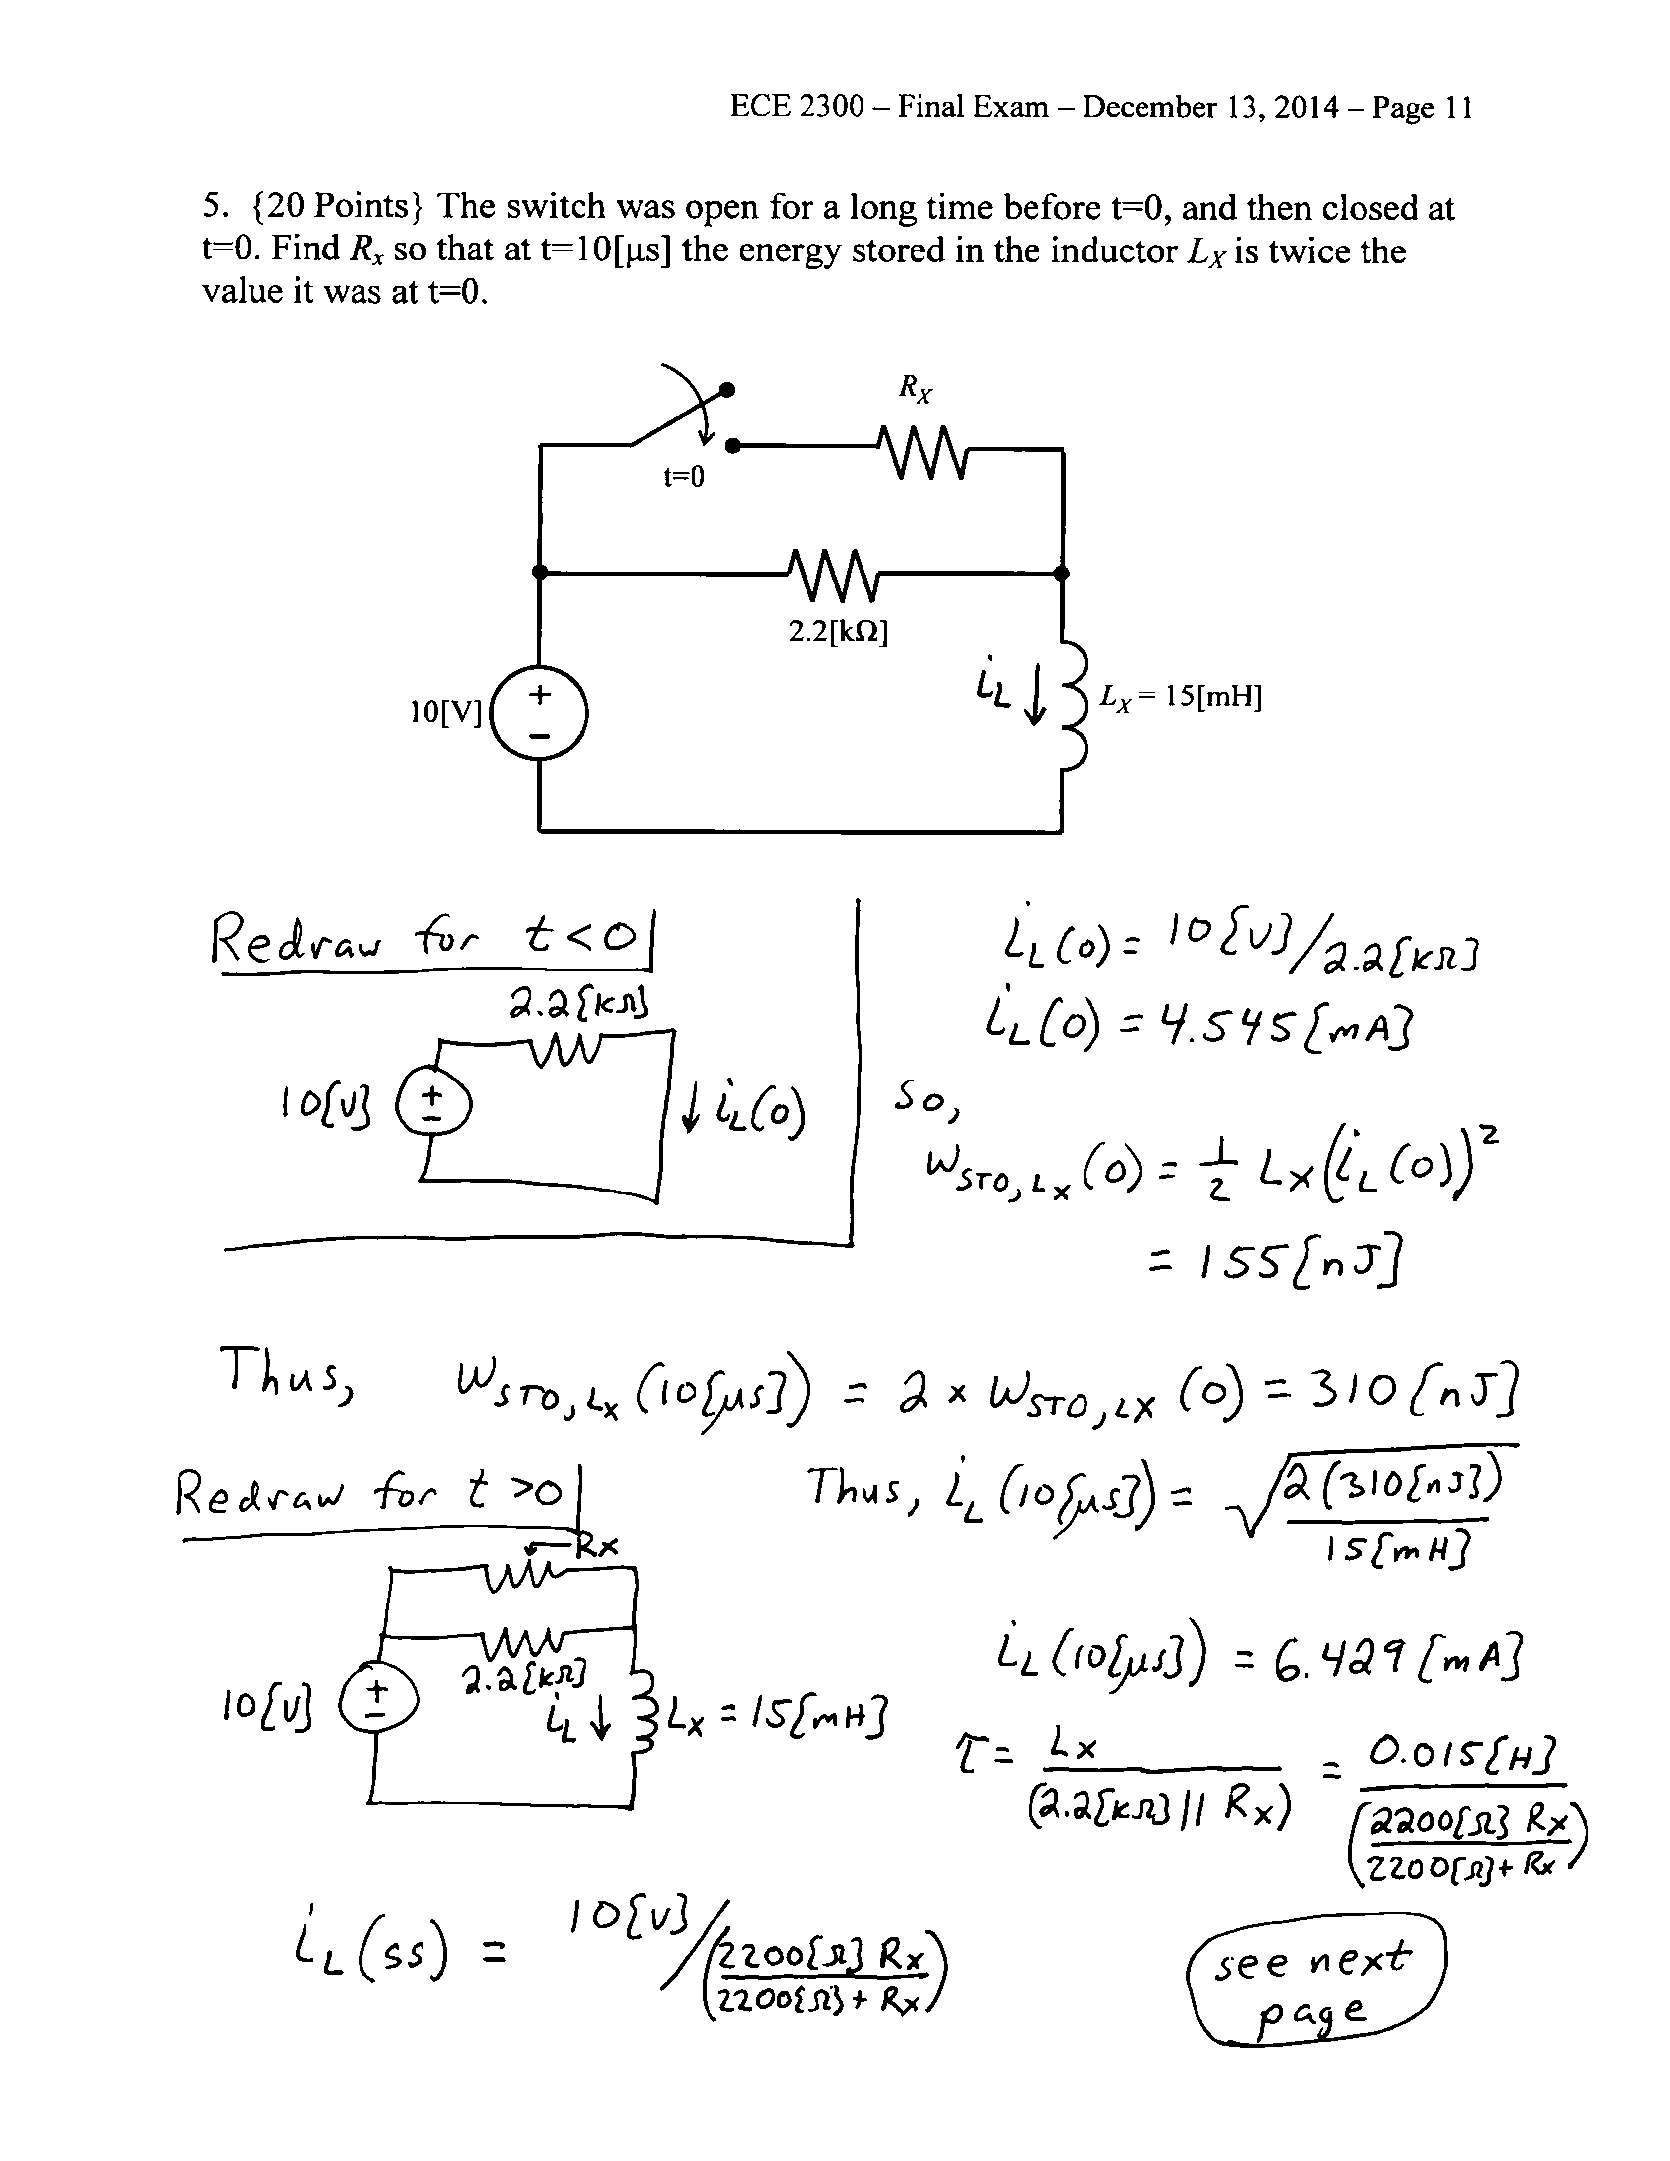 ECE 2300 – Final Exam – December 13, 2014 – Page 11
5. {20 Points} The switch was open for a long time before t=0, and then closed at
t=0. Find Rx so that at t=10[µs] the energy stored in the inductor LX is twice the
value it was at t=0.
RX
t=0
2.2[kΩ]
10[V]
+
-
iL
LX = 15[mH]
Redraw for t<0
2.2[kΩ]
10[V]
+
-
iL(0)
iL(0) = 10[V]/2.2[kΩ]
iL(0) = 4.545[mA]
So,
WSTO,LX(0) = 1/2 LX(iL(0))²
= 155[nJ]
Thus, WSTO,LX(10[µs]) = 2 x WSTO,LX(0) = 310[nJ]
Redraw for t>0
Rx
2.2[kΩ]
10[V]
+
-
iL
LX = 15[mH]
Thus, iL(10[µs]) = √(2(310[nJ])/15[mH])
iL(10[µs]) = 6.429[mA]
τ = LX/(2.2[kΩ]||RX) = 0.015[H]/(2200[Ω] RX/2200[Ω]+RX)
iL(ss) = 10[V]/(2200[Ω] RX/2200[Ω]+RX)
see next
page